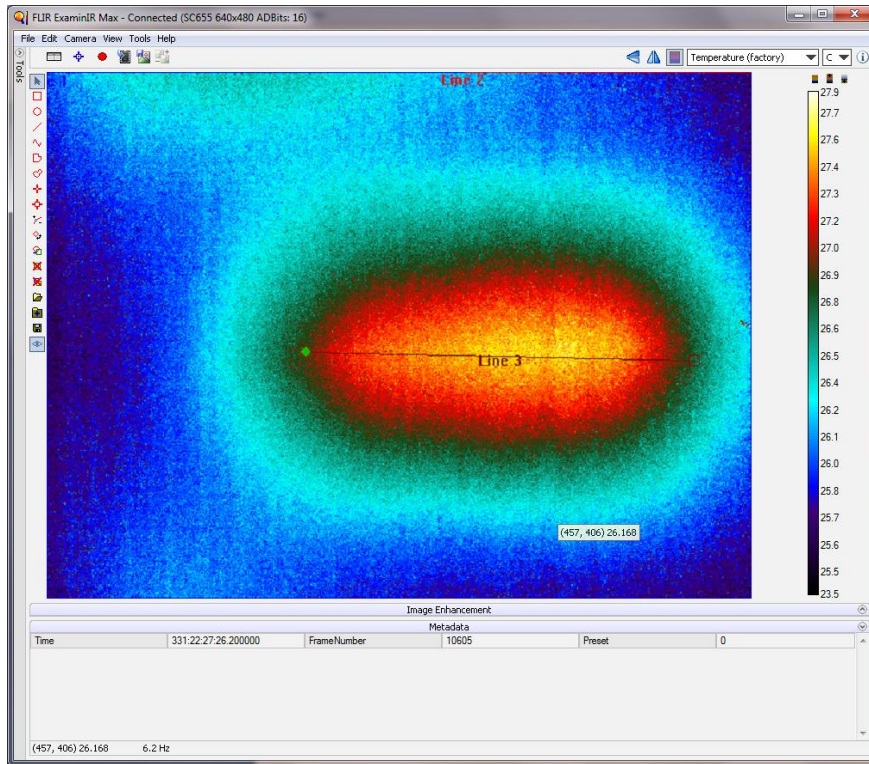 FLIR ExaminIR Max - Connected (SC655 640x480 ADBits: 16)
File Edit Camera View Tools Help
Tools
Temperature (factory)
C
Line 2
Line 3
(457, 406) 26.168
27.9
27.7
27.6
27.4
27.3
27.2
27.0
26.9
26.8
26.6
26.5
26.4
26.2
26.1
26.0
25.8
25.7
25.6
25.5
23.5
Image Enhancement
Metadata
Time 331:22:27:26.200000 FrameNumber 10605 Preset 0
(457, 406) 26.168 6.2 Hz